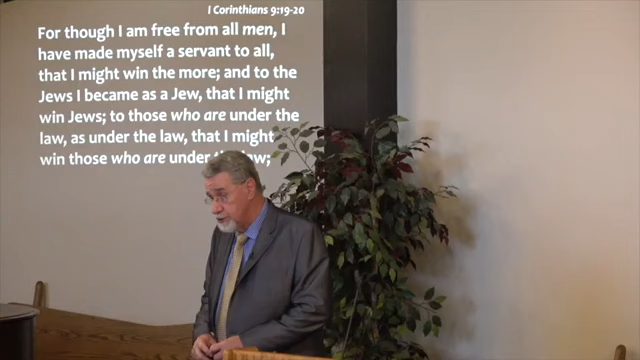 I Corinthians 9:19-20
For though I am free from all men, I
have made myself a servant to all,
that I might win the more; and to the
Jews I became as a Jew, that I might
win Jews; to those who are under the
law, as under the law, that I might
win those who are under the law;